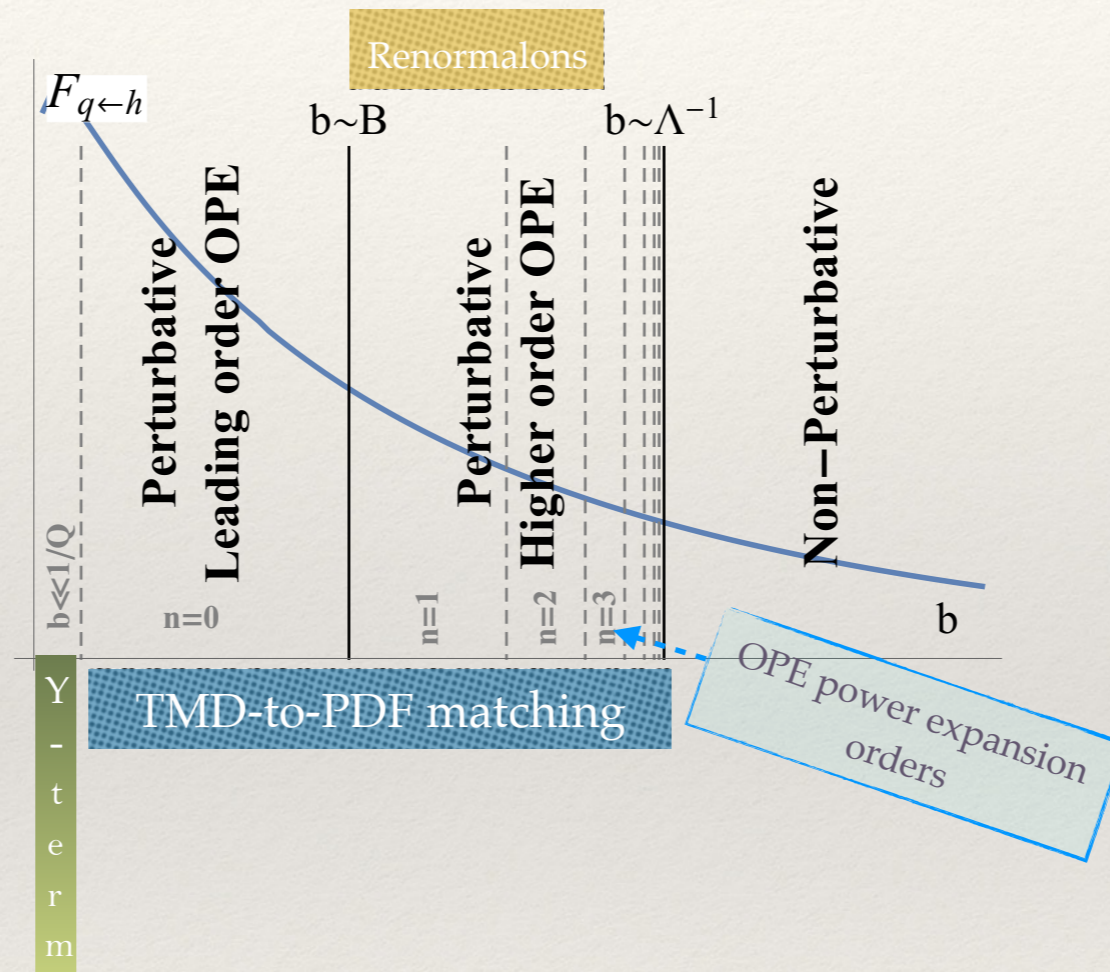 Renormalons
F q←h
b~B
b~Λ⁻¹
Perturbative
Leading order OPE
Perturbative
Higher order OPE
Non-Perturbative
b≪1/Q
n=0
n=1
n=2
n=3
b
Y
-
t
e
r
m
TMD-to-PDF matching
OPE power expansion
orders